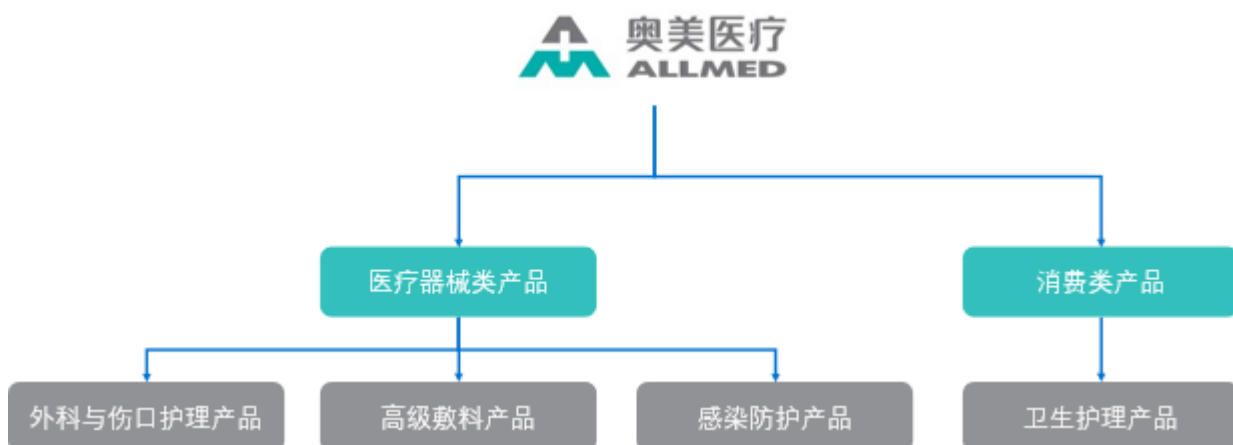 奥美医疗
ALLMED
医疗器械类产品
消费类产品
外科与伤口护理产品
高级敷料产品
感染防护产品
卫生护理产品